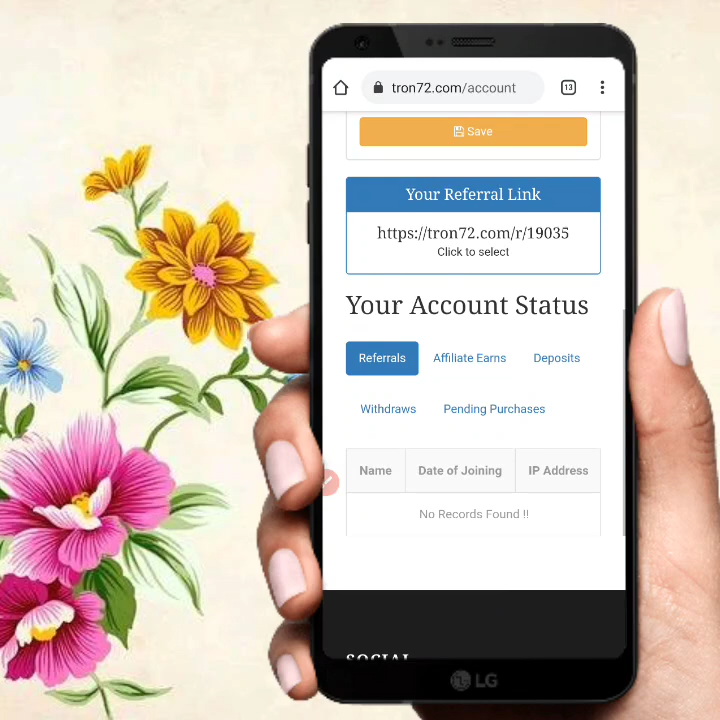 tron72.com/account
13
Save
Your Referral Link
https://tron72.com/r/19035
Click to select
Your Account Status
Referrals
Affiliate Earns
Deposits
Withdraws
Pending Purchases
Name
Date of Joining
IP Address
No Records Found !!
SOCIAL
LG